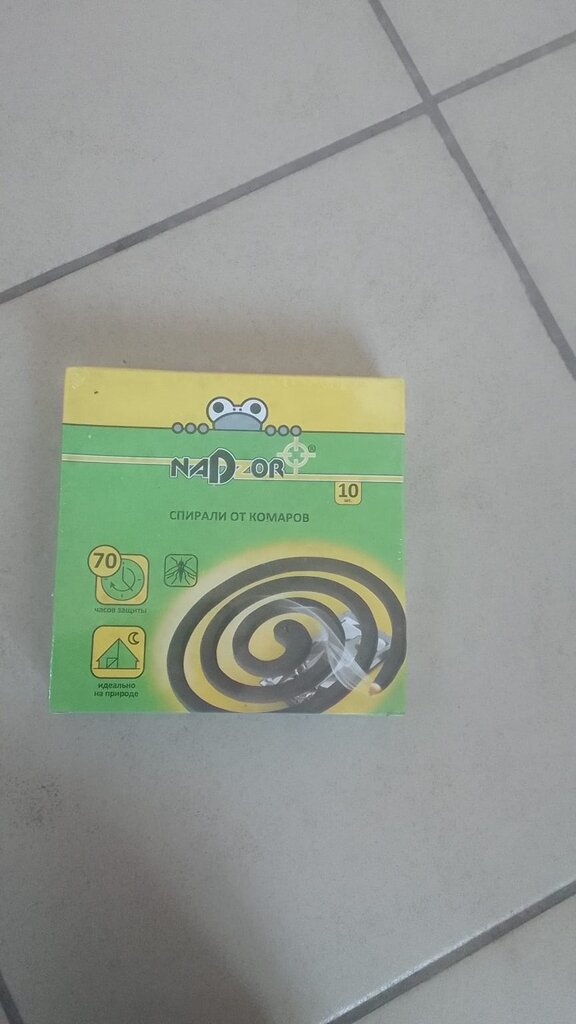 NADZOR®
10
шт.
СПИРАЛИ ОТ КОМАРОВ
70
часов защиты
идеально
на природе